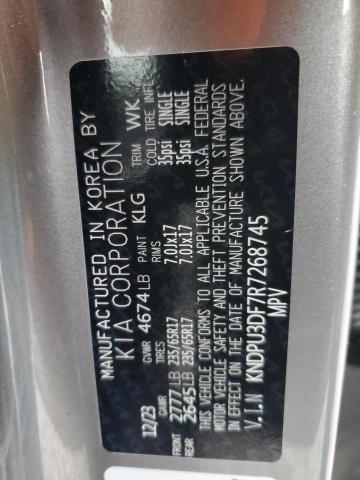 MANUFACTURED IN KOREA BY
KIA CORPORATION
12/23 GVWR 4674 LB PAINT KLG TRIM WK
GAWR TIRES RIMS COLD TIRE INFL
FRONT 2777 LB 235/65R17 7.0JX17 35psi SINGLE
REAR 2645 LB 235/65R17 7.0JX17 35psi SINGLE
THIS VEHICLE CONFORMS TO ALL APPLICABLE U.S.A. FEDERAL
MOTOR VEHICLE SAFETY AND THEFT PREVENTION STANDARDS
IN EFFECT ON THE DATE OF MANUFACTURE SHOWN ABOVE.
V.I.N KNDPU3DF7R7268745
MPV